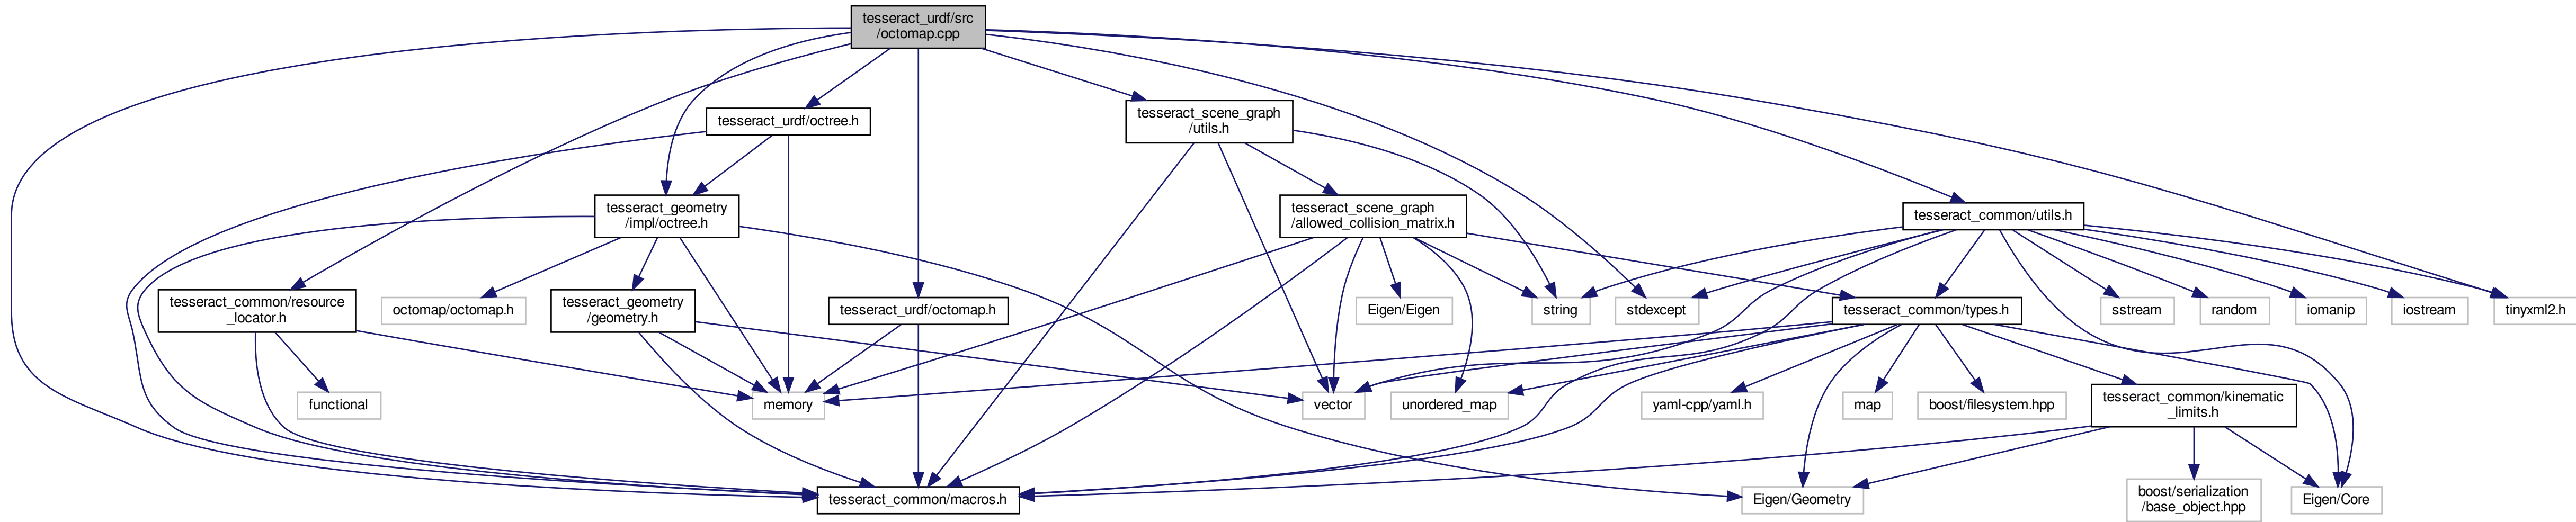 tesseract_urdf/src
/octomap.cpp
tesseract_urdf/octree.h
tesseract_scene_graph
/utils.h
tesseract_geometry
/impl/octree.h
tesseract_scene_graph
/allowed_collision_matrix.h
tesseract_common/utils.h
tesseract_common/resource
_locator.h
octomap/octomap.h
tesseract_geometry
/geometry.h
tesseract_urdf/octomap.h
Eigen/Eigen
string
stdexcept
tesseract_common/types.h
sstream
random
iomanip
iostream
tinyxml2.h
functional
memory
vector
unordered_map
yaml-cpp/yaml.h
map
boost/filesystem.hpp
tesseract_common/kinematic
_limits.h
tesseract_common/macros.h
Eigen/Geometry
boost/serialization
/base_object.hpp
Eigen/Core